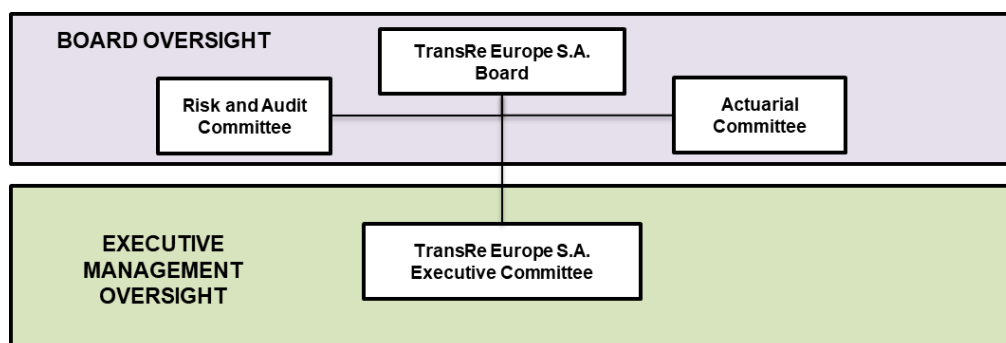 BOARD OVERSIGHT
TransRe Europe S.A.
Board
Risk and Audit
Committee
Actuarial
Committee
EXECUTIVE
MANAGEMENT
OVERSIGHT
TransRe Europe S.A.
Executive Committee